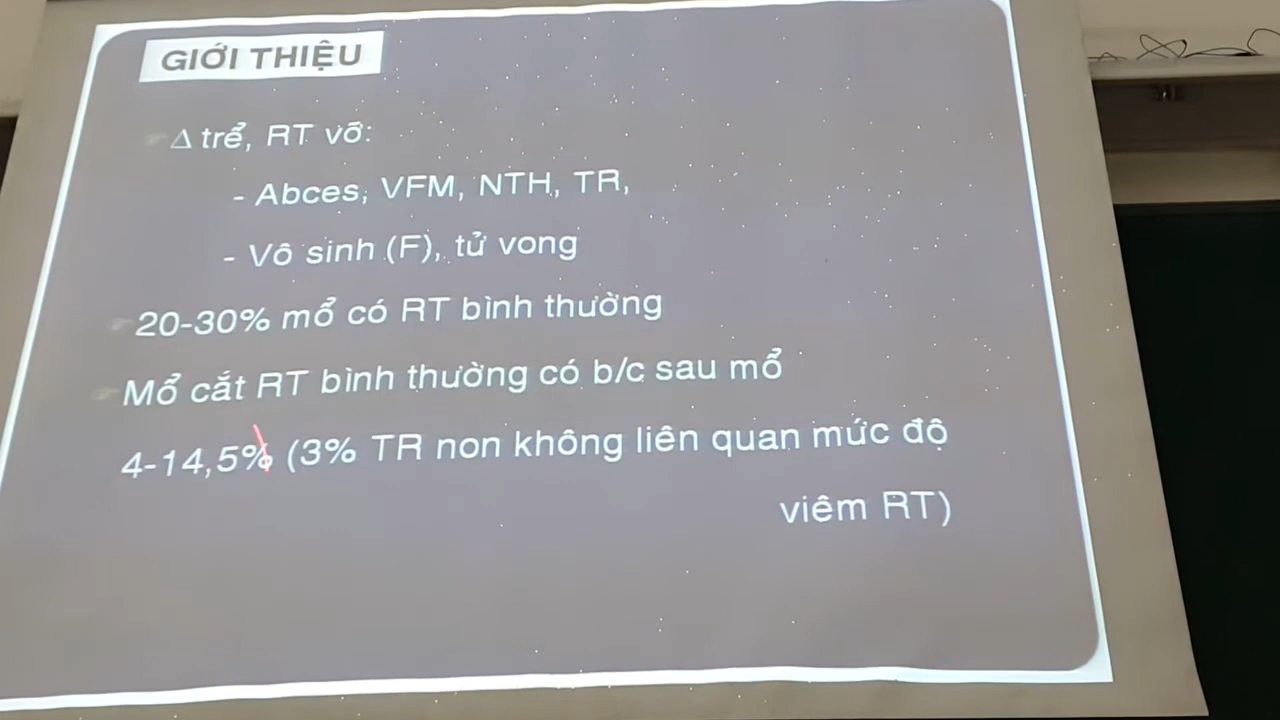 GIỚI THIỆU
Δ trể, RT vỡ:
- Abces, VFM, NTH, TR,
- Vô sinh (F), tử vong
20-30% mổ có RT bình thường
Mổ cắt RT bình thường có b/c sau mổ
4-14,5% (3% TR non không liên quan mức độ
viêm RT)